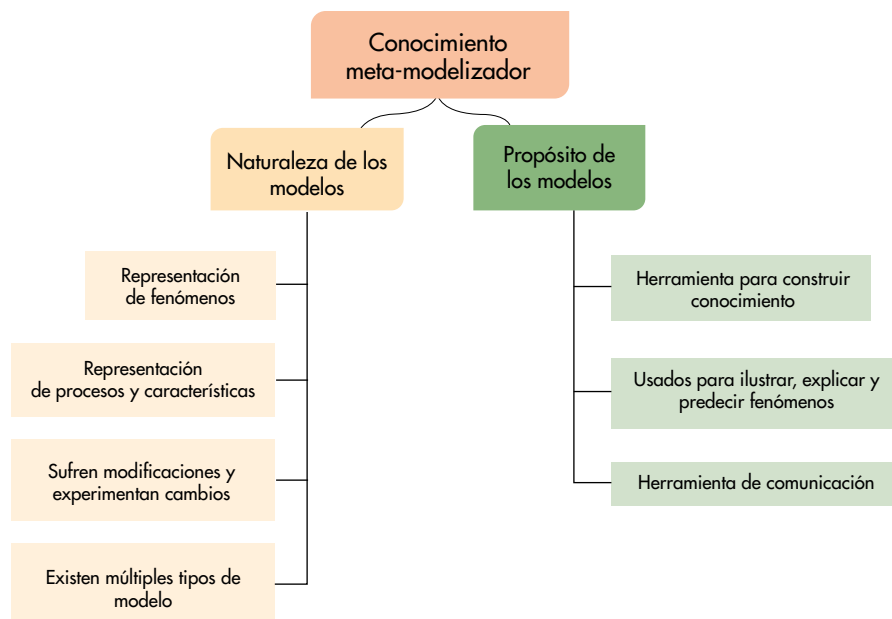 Conocimiento
meta-modelizador
Naturaleza de los
modelos
Propósito de
los modelos
Representación
de fenómenos
Representación
de procesos y características
Sufren modificaciones y
experimentan cambios
Existen múltiples tipos de
modelo
Herramienta para construir
conocimiento
Usados para ilustrar, explicar y
predecir fenómenos
Herramienta de comunicación